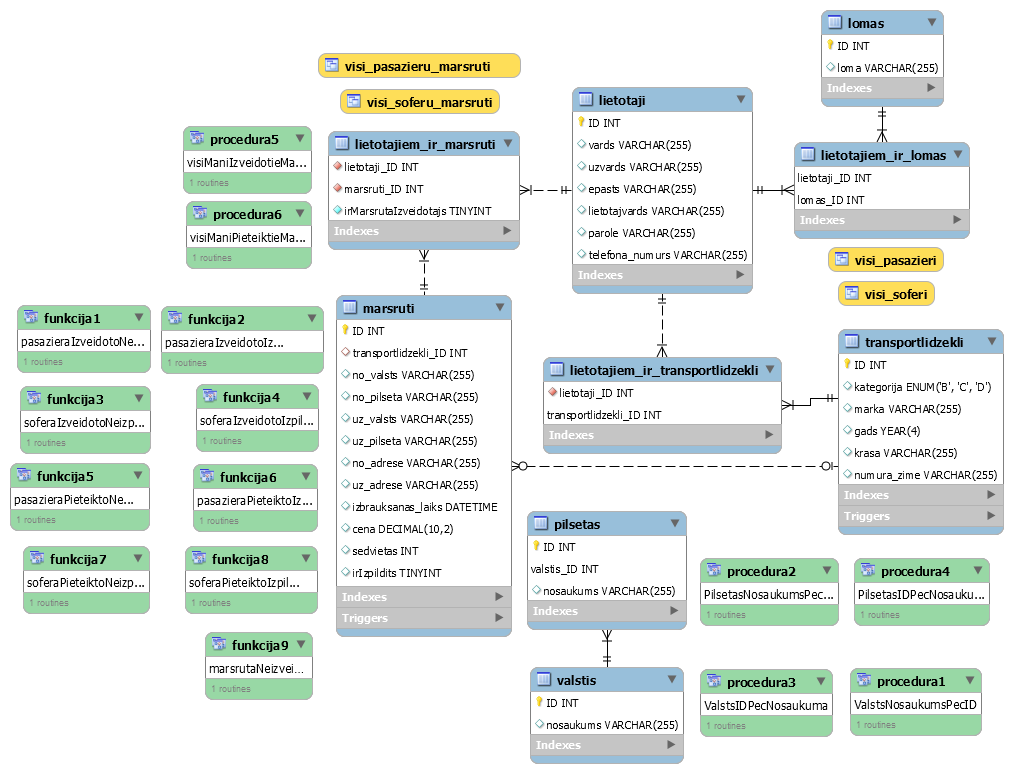 lomas
ID INT
loma VARCHAR(255)
Indexes
visi_pasazieru_marsruti
visi_soferu_marsruti
lietotaji
ID INT
vards VARCHAR(255)
uzvards VARCHAR(255)
epasts VARCHAR(255)
lietotajvards VARCHAR(255)
parole VARCHAR(255)
telefona_numurs VARCHAR(255)
Indexes
procedura5
visiManiIzveidotieMa...
1 routines
procedura6
visiManiPieteiktieMa...
1 routines
lietotajiem_ir_marsruti
lietotaji_ID INT
marsruti_ID INT
irMarsrutaIzveidotajs TINYINT
Indexes
lietotajiem_ir_lomas
lietotaji_ID INT
lomas_ID INT
Indexes
visi_pasazieri
visi_soferi
funkcija1
pasazieraIzveidotoNe...
1 routines
funkcija2
pasazieraIzveidotoIz...
1 routines
funkcija3
soferaIzveidotoNeizp...
1 routines
funkcija4
soferaIzveidotoIzpil...
1 routines
funkcija5
pasazieraPieteiktoNe...
1 routines
funkcija6
pasazieraPieteiktoIz...
1 routines
funkcija7
soferaPieteiktoNeizp...
1 routines
funkcija8
soferaPieteiktoIzpil...
1 routines
funkcija9
marsrutaNeizvei...
1 routines
marsruti
ID INT
transportlidzekli_ID INT
no_valsts VARCHAR(255)
no_pilseta VARCHAR(255)
uz_valsts VARCHAR(255)
uz_pilseta VARCHAR(255)
no_adrese VARCHAR(255)
uz_adrese VARCHAR(255)
izbrauksanas_laiks DATETIME
cena DECIMAL(10,2)
sedvietas INT
irIzpildits TINYINT
Indexes
Triggers
lietotajiem_ir_transportlidzekli
lietotaji_ID INT
transportlidzekli_ID INT
Indexes
transportlidzekli
ID INT
kategorija ENUM('B', 'C', 'D')
marka VARCHAR(255)
gads YEAR(4)
krasa VARCHAR(255)
numura_zime VARCHAR(255)
Indexes
Triggers
pilsetas
ID INT
valstis_ID INT
nosaukums VARCHAR(255)
Indexes
procedura2
PilsetasNosaukumsPec...
1 routines
procedura4
PilsetasIDPecNosauku...
1 routines
valstis
ID INT
nosaukums VARCHAR(255)
Indexes
procedura3
ValstsIDPecNosaukuma
1 routines
procedura1
ValstsNosaukumsPecID
1 routines